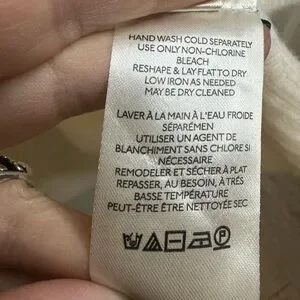 HAND WASH COLD SEPARATELY
USE ONLY NON-CHLORINE
BLEACH
RESHAPE & LAY FLAT TO DRY
LOW IRON AS NEEDED
MAY BE DRY CLEANED
LAVER À LA MAIN À L'EAU FROIDE
SÉPARÉMEN
UTILISER UN AGENT DE
BLANCHIMENT SANS CHLORE SI
NÉCESSAIRE
REMODELER ET SÉCHER À PLAT
REPASSER, AU BESOIN, À TRÉS
BASSE TEMPÉRATURE
PEUT-ÊTRE ÊTRE NETTOYÉE SEC